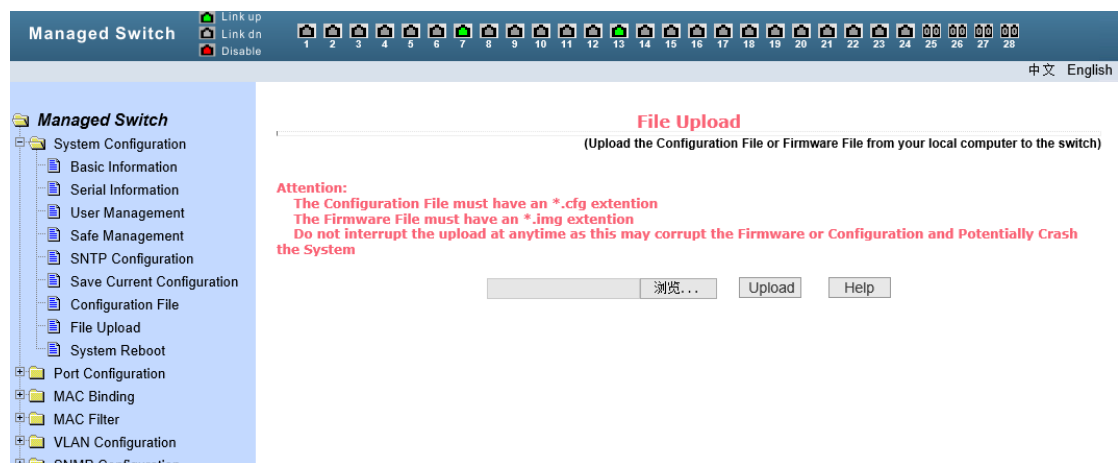 Managed Switch
Link up
Link dn
Disable
1 2 3 4 5 6 7 8 9 10 11 12 13 14 15 16 17 18 19 20 21 22 23 24 25 26 27 28
中文 English
Managed Switch
System Configuration
Basic Information
Serial Information
User Management
Safe Management
SNTP Configuration
Save Current Configuration
Configuration File
File Upload
System Reboot
Port Configuration
MAC Binding
MAC Filter
VLAN Configuration
SNMP Configuration
File Upload
(Upload the Configuration File or Firmware File from your local computer to the switch)
Attention:
The Configuration File must have an *.cfg extention
The Firmware File must have an *.img extention
Do not interrupt the upload at anytime as this may corrupt the Firmware or Configuration and Potentially Crash
the System
浏览... Upload Help